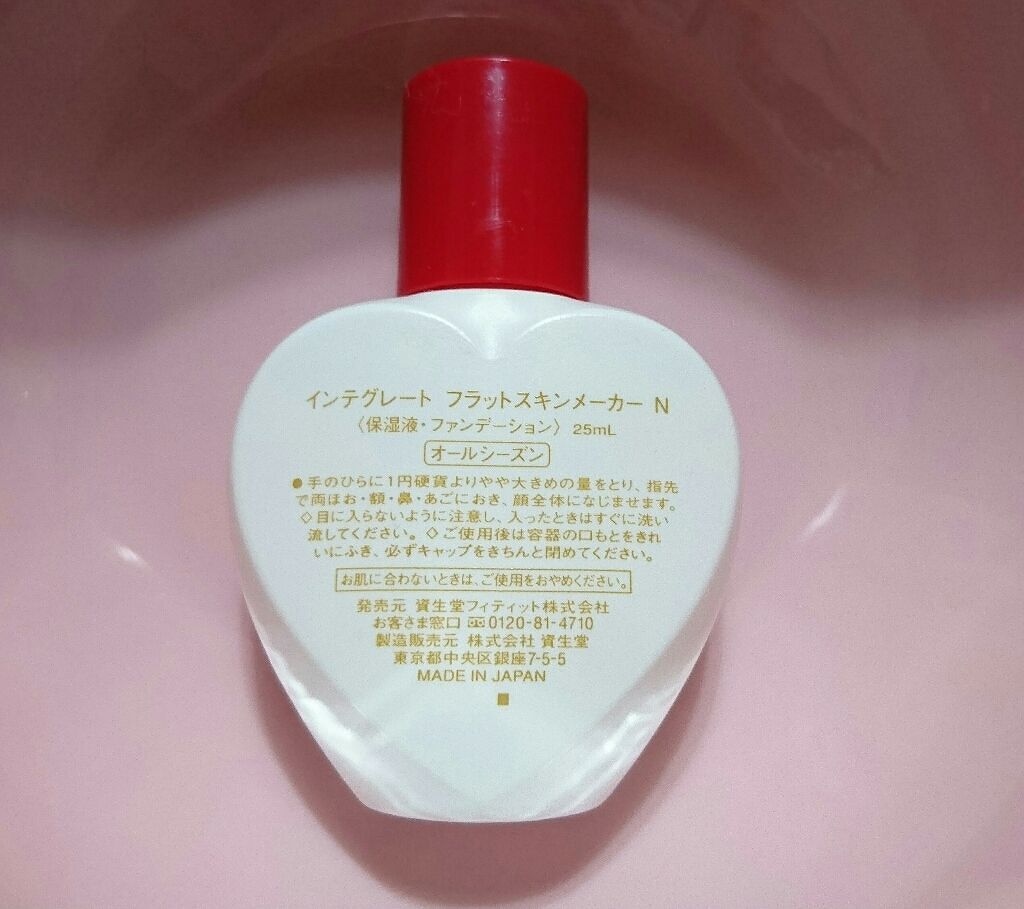 インテグレート フラットスキンメーカー N
〈保湿液・ファンデーション〉 25mL
オールシーズン
●手のひらに1円硬貨よりやや大きめの量をとり、指先
で両ほお・額・鼻・あごにおき、顔全体になじませます。
◇目に入らないように注意し、入ったときはすぐに洗い
流してください。◇ご使用後は容器の口もとをきれ
いにふき、必ずキャップをきちんと閉めてください。
お肌に合わないときは、ご使用をおやめください。
発売元 資生堂フィティット株式会社
お客さま窓口 0120-81-4710
製造販売元 株式会社 資生堂
東京都中央区銀座7-5-5
MADE IN JAPAN